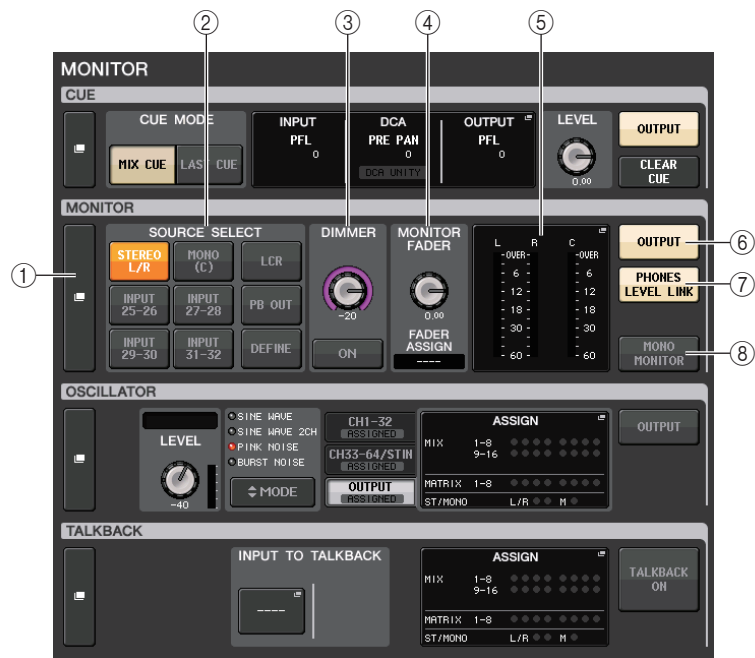 ② ③ ④ ⑤
MONITOR
CUE
CUE MODE
MIX CUE
LAST CUE
INPUT
PFL
0
DCA
PRE PAN
0
DCA UNITY
OUTPUT
PFL
0
LEVEL
0.00
OUTPUT
CLEAR
CUE
MONITOR
①
SOURCE SELECT
STEREO
L/R
MONO
(C)
LCR
INPUT
25-26
INPUT
27-28
PB OUT
INPUT
29-30
INPUT
31-32
DEFINE
DIMMER
-20
ON
MONITOR
FADER
0.00
FADER
ASSIGN
----
L R C
-OVER- -OVER
6 6
12 12
18 18
30 30
60 60
OUTPUT
⑥
PHONES
LEVEL LINK
⑦
MONO
MONITOR
⑧
OSCILLATOR
LEVEL
-40
SINE WAVE
SINE WAVE 2CH
PINK NOISE
BURST NOISE
MODE
CH1-32
ASSIGNED
CH33-64/STIN
ASSIGNED
OUTPUT
ASSIGNED
ASSIGN
MIX 1-8
9-16
MATRIX 1-8
ST/MONO L/R M
OUTPUT
TALKBACK
INPUT TO TALKBACK
----
ASSIGN
MIX 1-8
9-16
MATRIX 1-8
ST/MONO L/R M
TALKBACK
ON